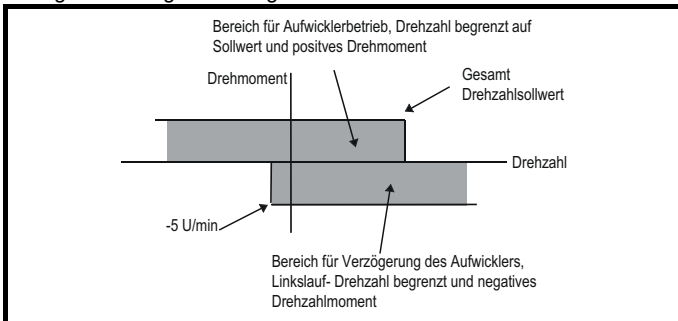 Bereich für Aufwicklerbetrieb, Drehzahl begrenzt auf
Sollwert und positves Drehmoment
Drehmoment
Gesamt
Drehzahlsollwert
Drehzahl
-5 U/min
Bereich für Verzögerung des Aufwicklers,
Linkslauf- Drehzahl begrenzt und negatives
Drehzahlmoment